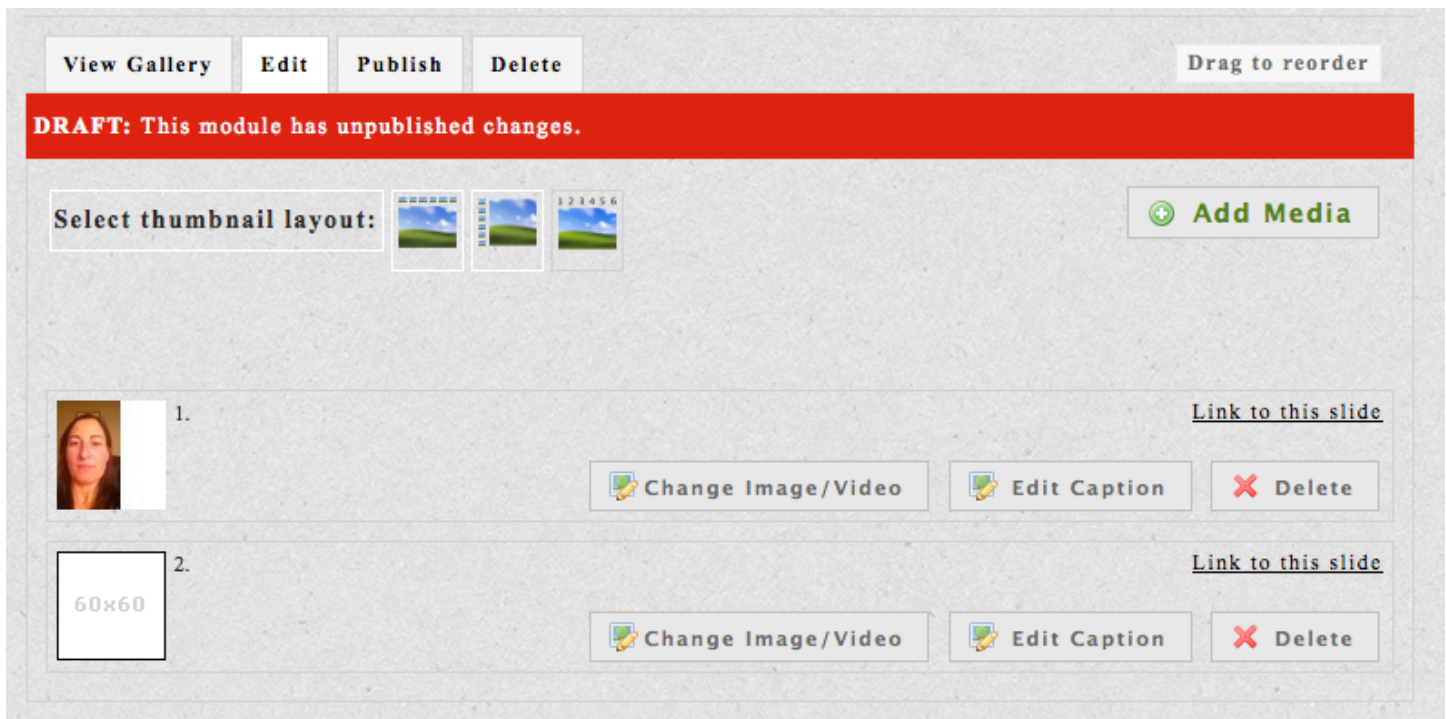 View Gallery Edit Publish Delete Drag to reorder
DRAFT: This module has unpublished changes.
1 2 3 4 5 6
Select thumbnail layout: Add Media
1. Link to this slide
Change Image/Video Edit Caption Delete
2. Link to this slide
60x60
Change Image/Video Edit Caption Delete